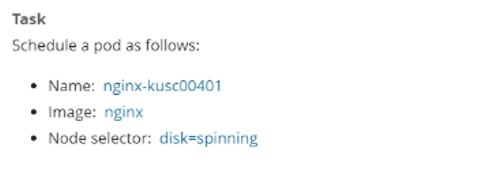 Task
Schedule a pod as follows:
• Name: nginx-kusc00401
• Image: nginx
• Node selector: disk=spinning